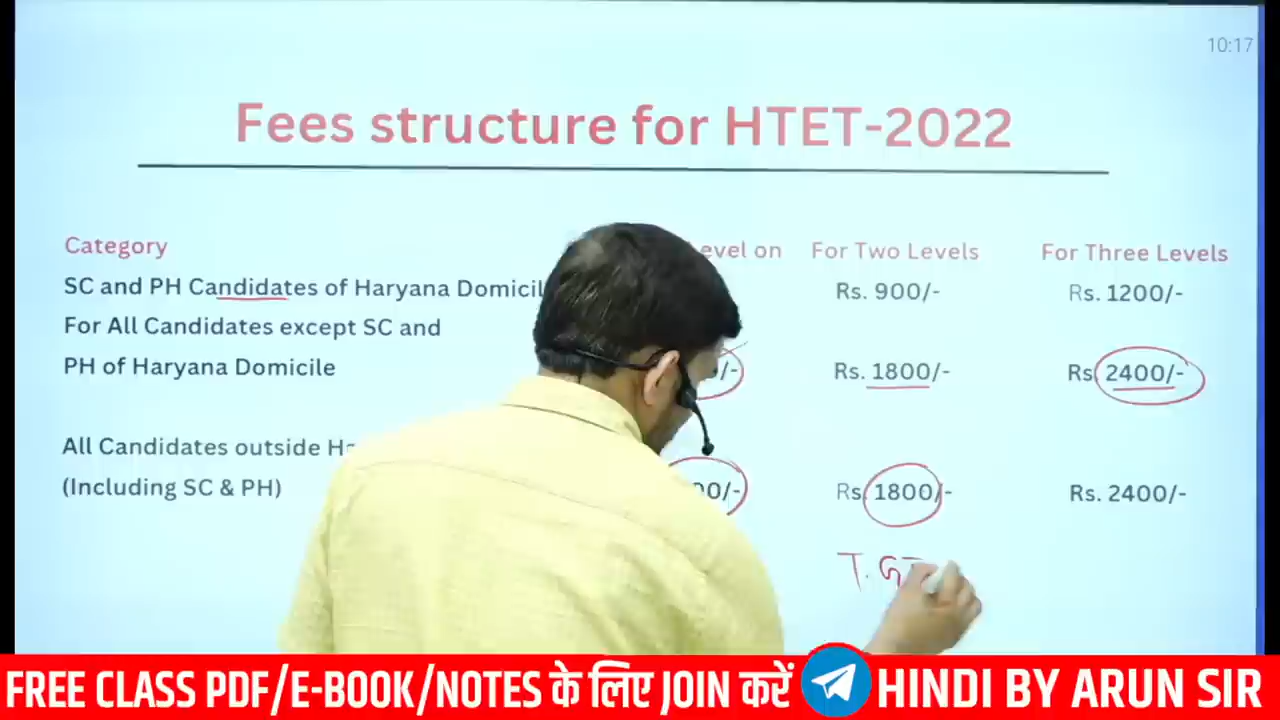 10:17
Fees structure for HTET-2022
Category evel on For Two Levels For Three Levels
SC and PH Candidates of Haryana Domicil Rs. 900/- Rs. 1200/-
For All Candidates except SC and
PH of Haryana Domicile /- Rs. 1800/- Rs. 2400/-
All Candidates outside Ha
(Including SC & PH) 00/- Rs. 1800/- Rs. 2400/-
T. G
FREE CLASS PDF/E-BOOK/NOTES के लिए JOIN करें HINDI BY ARUN SIR